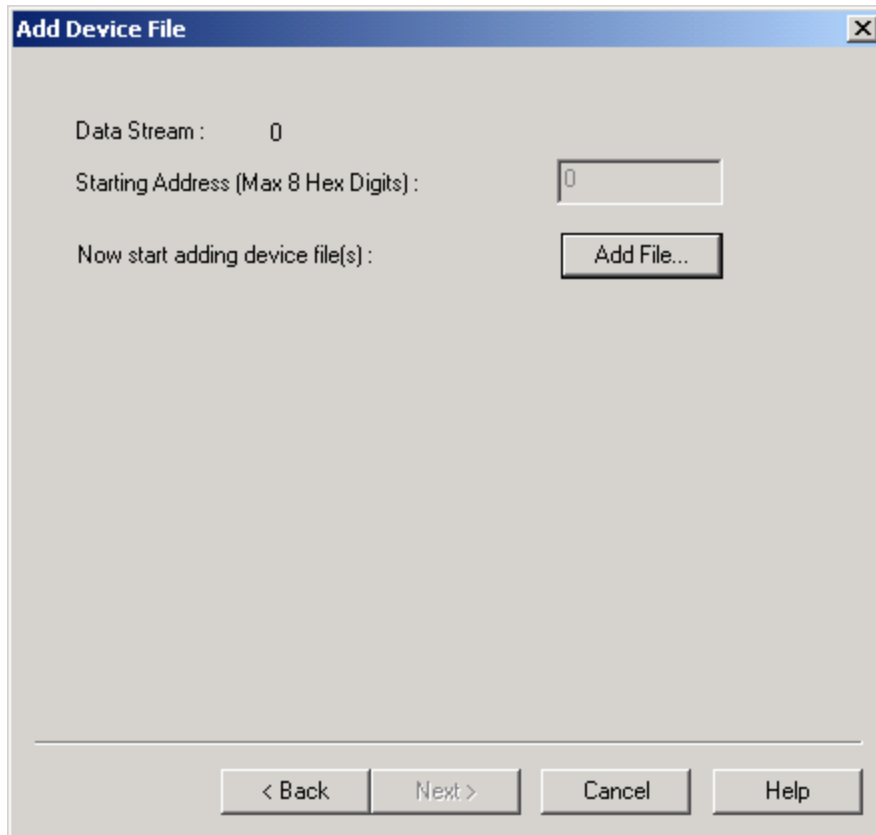 Add Device File
Data Stream : 0
Starting Address (Max 8 Hex Digits) : 0
Now start adding device file(s) : Add File...
< Back Next > Cancel Help